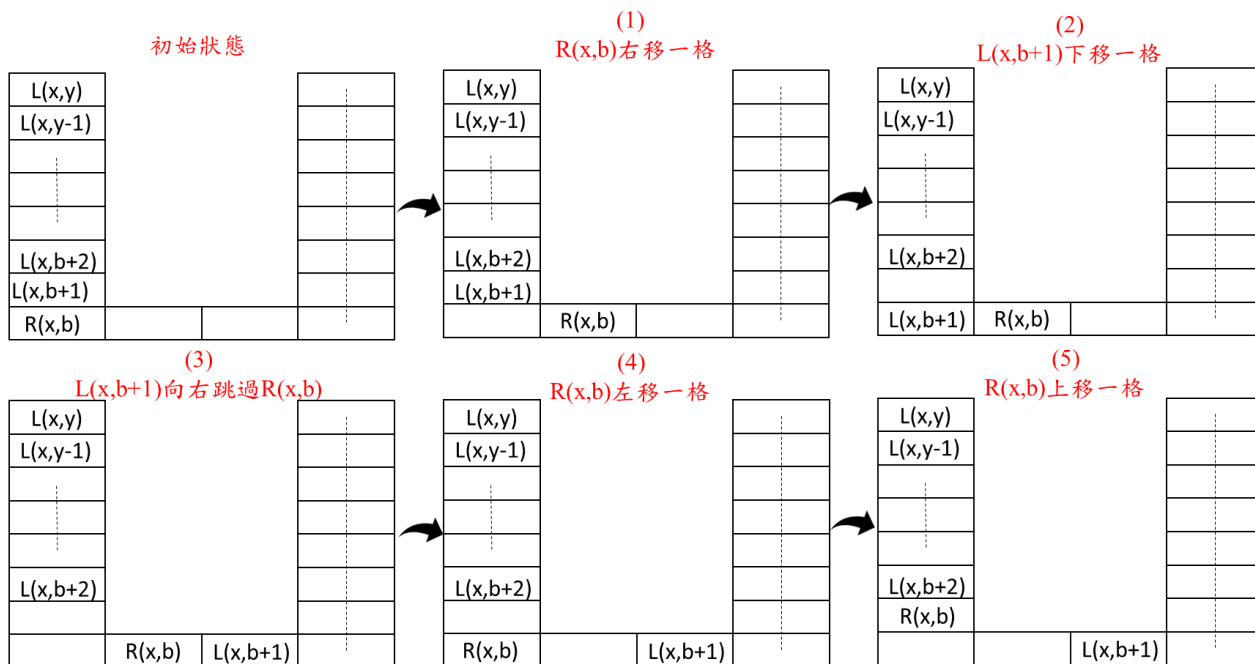 初始狀態
L(x,y)
L(x,y-1)
L(x,b+2)
L(x,b+1)
R(x,b)
(1)
R(x,b)右移一格
L(x,y)
L(x,y-1)
L(x,b+2)
L(x,b+1)
R(x,b)
(2)
L(x,b+1)下移一格
L(x,y)
L(x,y-1)
L(x,b+2)
L(x,b+1) R(x,b)
(3)
L(x,b+1)向右跳過R(x,b)
L(x,y)
L(x,y-1)
L(x,b+2)
R(x,b) L(x,b+1)
(4)
R(x,b)左移一格
L(x,y)
L(x,y-1)
L(x,b+2)
R(x,b) L(x,b+1)
(5)
R(x,b)上移一格
L(x,y)
L(x,y-1)
L(x,b+2)
R(x,b)
L(x,b+1)